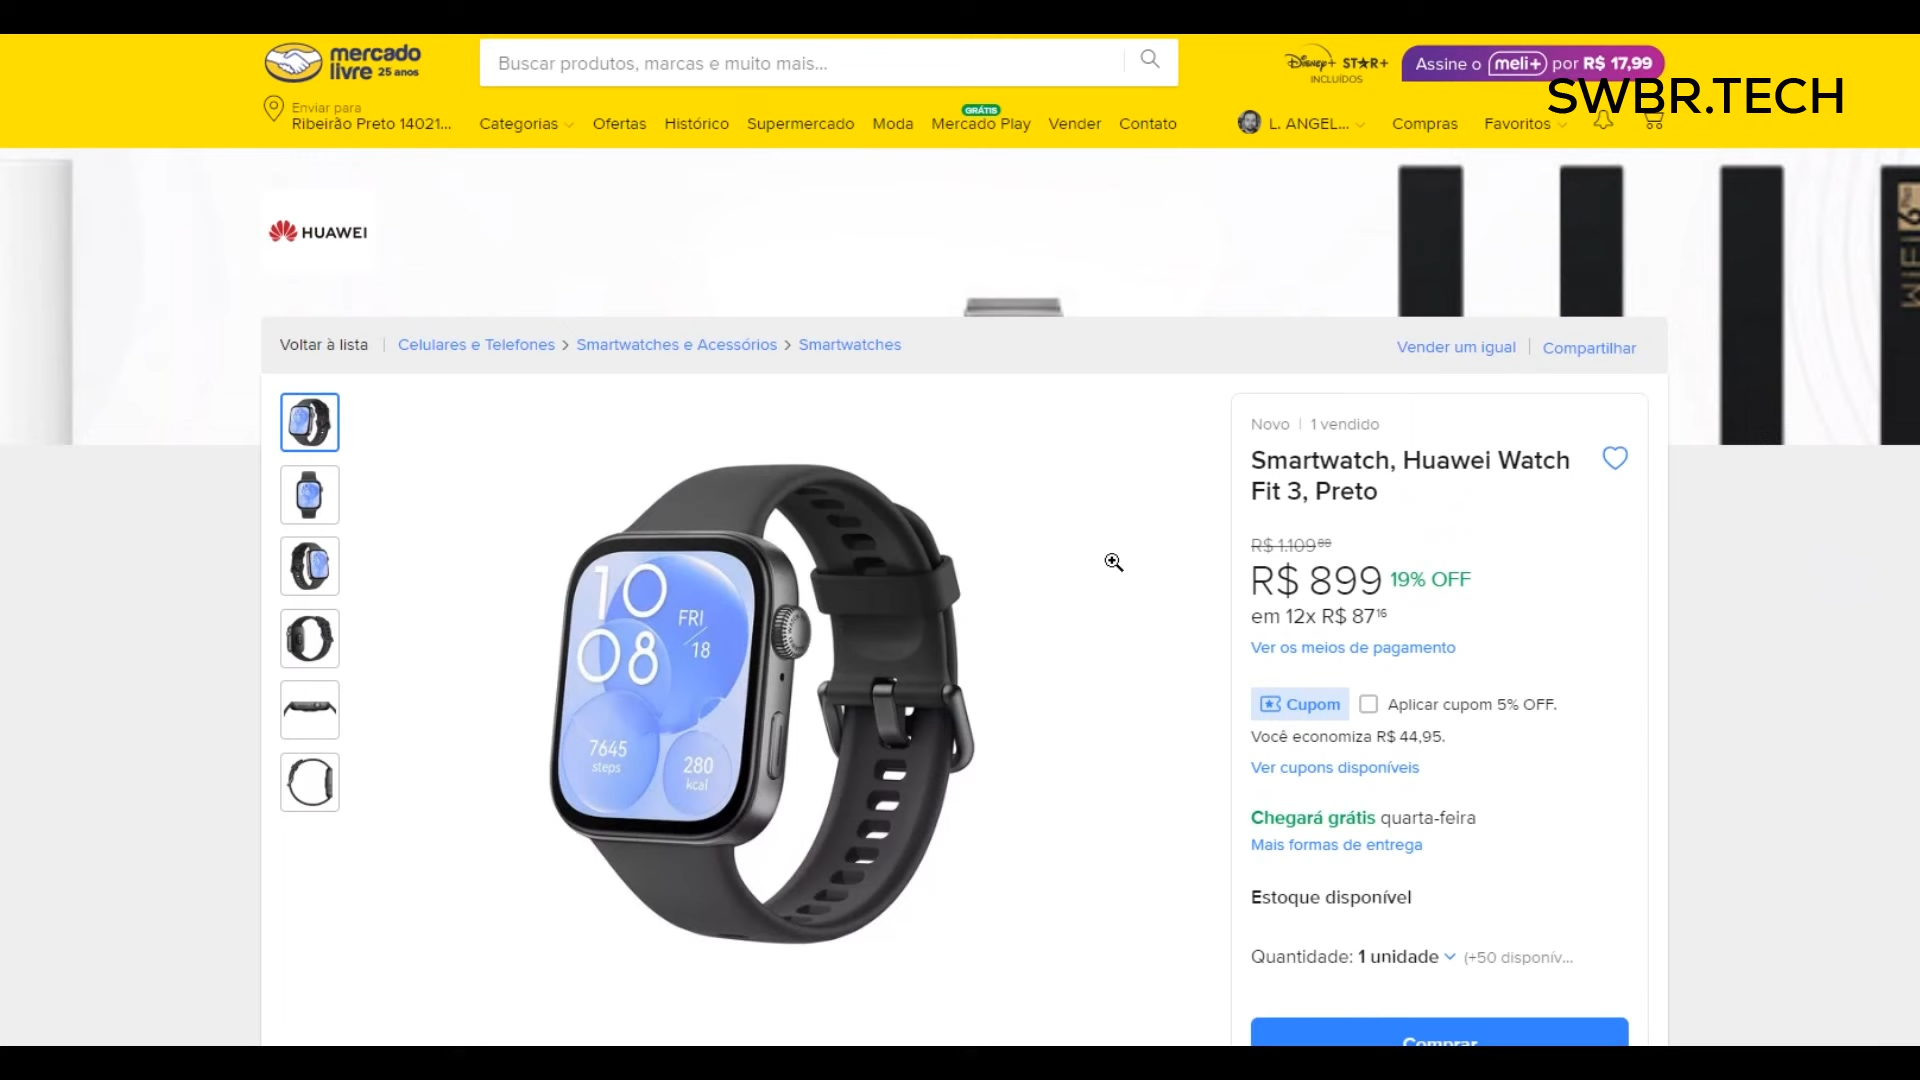 mercado
livre 25 anos
Buscar produtos, marcas e muito mais...
Disney+ STAR+
INCLUÍDOS
Assine o meli+ por R$ 17,99
SWBR.TECH
Enviar para
Ribeirão Preto 14021...
Categorias
Ofertas
Histórico
Supermercado
Moda
GRÁTIS
Mercado Play
Vender
Contato
L. ANGEL...
Compras
Favoritos
HUAWEI
Voltar à lista | Celulares e Telefones > Smartwatches e Acessórios > Smartwatches
Vender um igual | Compartilhar
Novo | 1 vendido
Smartwatch, Huawei Watch
Fit 3, Preto
R$ 1.109
R$ 899 19% OFF
em 12x R$ 87 16
Ver os meios de pagamento
Cupom Aplicar cupom 5% OFF.
Você economiza R$ 44,95.
Ver cupons disponíveis
Chegará grátis quarta-feira
Mais formas de entrega
Estoque disponível
Quantidade: 1 unidade (+50 disponív...
Comprar
10
08
FRI
18
7645
steps
280
kcal